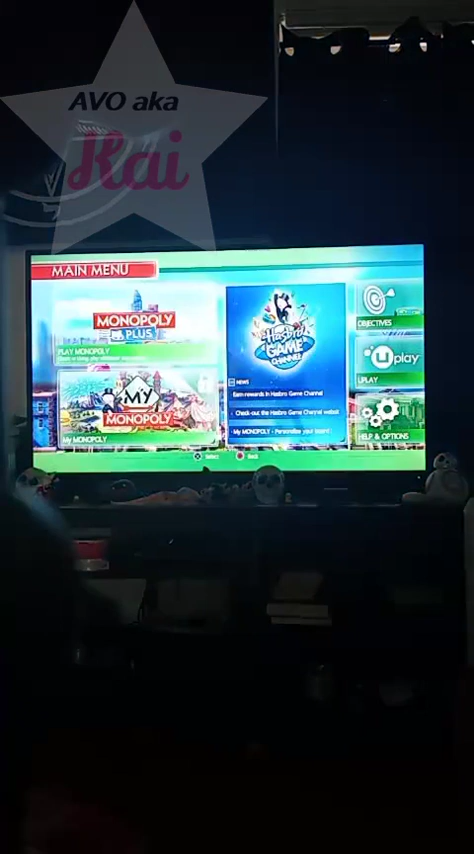 AVO aka
Kai
MAIN MENU
MONOPOLY
PLUS
PLAY MONOPOLY
MY
MONOPOLY
My MONOPOLY
Hasbro
GAME
CHANNEL
NEWS
Earn rewards in Hasbro Game Channel
Check-out the Hasbro Game Channel website
My MONOPOLY - Personalize your board!
OBJECTIVES
Uplay
UPLAY
HELP & OPTIONS
Select
Back